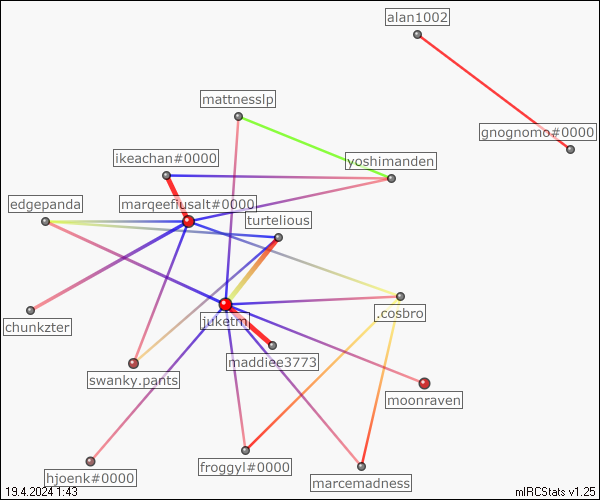 alan1002
mattnesslp
gnognomo#0000
ikeachan#0000
yoshimanden
edgepanda
marqeefiusalt#0000
turtelious
chunkzter
juketm
.cosbro
maddiee3773
swanky.pants
moonraven
hjoenk#0000
froggyl#0000
marcemadness
19.4.2024 1:43
mIRCStats v1.25